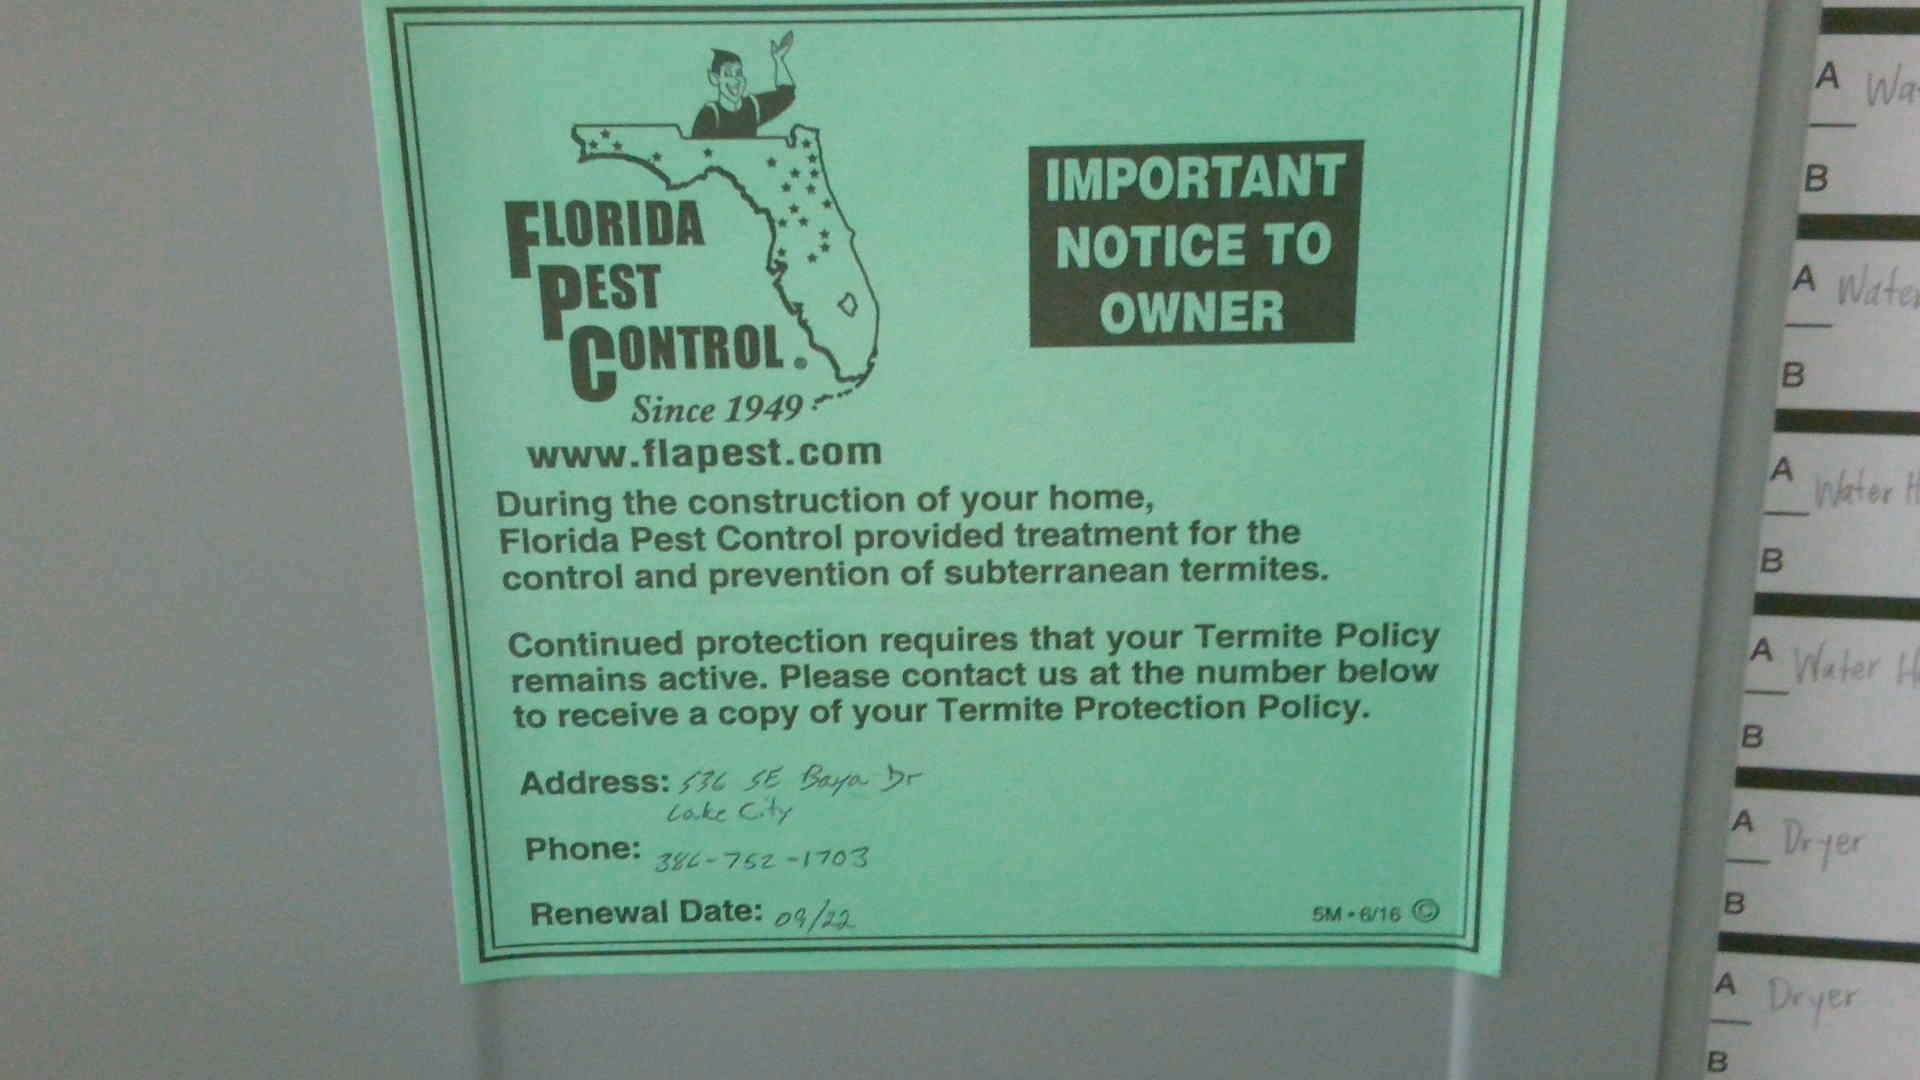 FLORIDA
PEST
CONTROL®
Since 1949
www.flapest.com
IMPORTANT
NOTICE TO
OWNER
During the construction of your home,
Florida Pest Control provided treatment for the
control and prevention of subterranean termites.
Continued protection requires that your Termite Policy
remains active. Please contact us at the number below
to receive a copy of your Termite Protection Policy.
Address: 536 SE Baya Dr
Lake City
Phone: 386-752-1703
Renewal Date: 09/22
5M • 6/16 ©
A
B
A Water
B
A Water
B
A Water
B
A Dryer
B
A Dryer
B